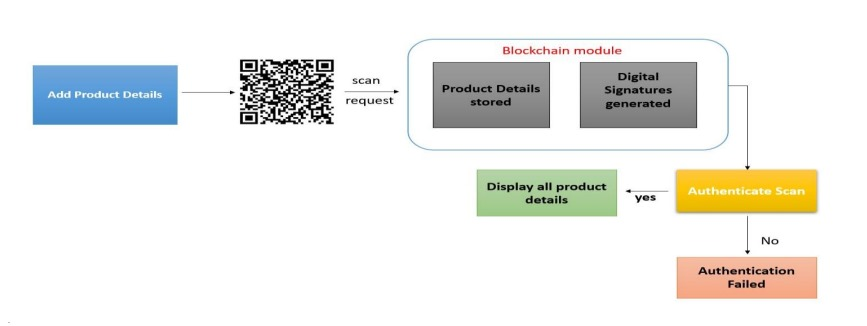 Blockchain module
Add Product Details
scan
request
Product Details
stored
Digital
Signatures
generated
Display all product
details
yes
Authenticate Scan
No
Authentication
Failed